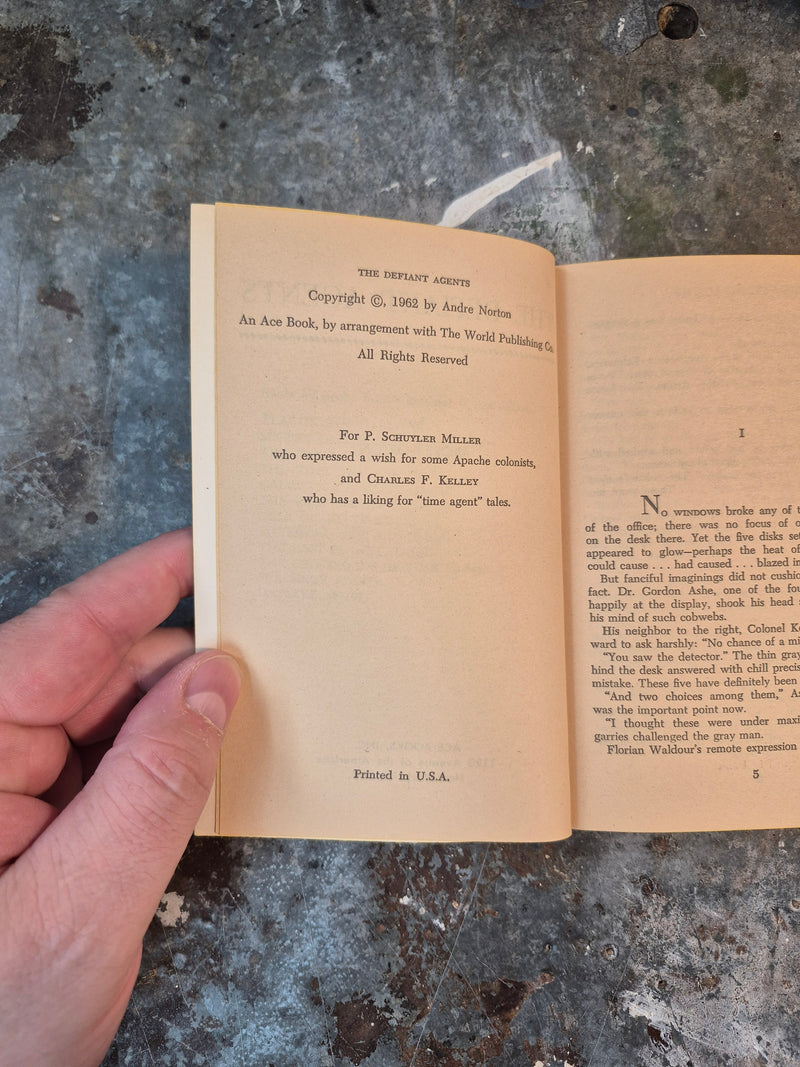 THE DEFIANT AGENTS
Copyright ©, 1962 by Andre Norton
An Ace Book, by arrangement with The World Publishing Co.
All Rights Reserved
For P. Schuyler Miller
who expressed a wish for some Apache colonists,
and Charles F. Kelley
who has a liking for "time agent" tales.
Printed in U.S.A.
I
No windows broke any of
of the office; there was no focus of
on the desk there. Yet the five disks
appeared to glow—perhaps the heat of
could cause . . . had caused . . . blazed
But fanciful imaginings did not
fact. Dr. Gordon Ashe, one of the
happily at the display, shook his head
his mind of such cobwebs.
His neighbor to the right, Colonel
ward to ask harshly: "No chance of a
"You saw the detector." The thin
hind the desk answered with chill
mistake. These five have definitely been
"And two choices among them,"
was the important point now.
"I thought these were under
garries challenged the gray man.
Florian Waldour's remote expression
5